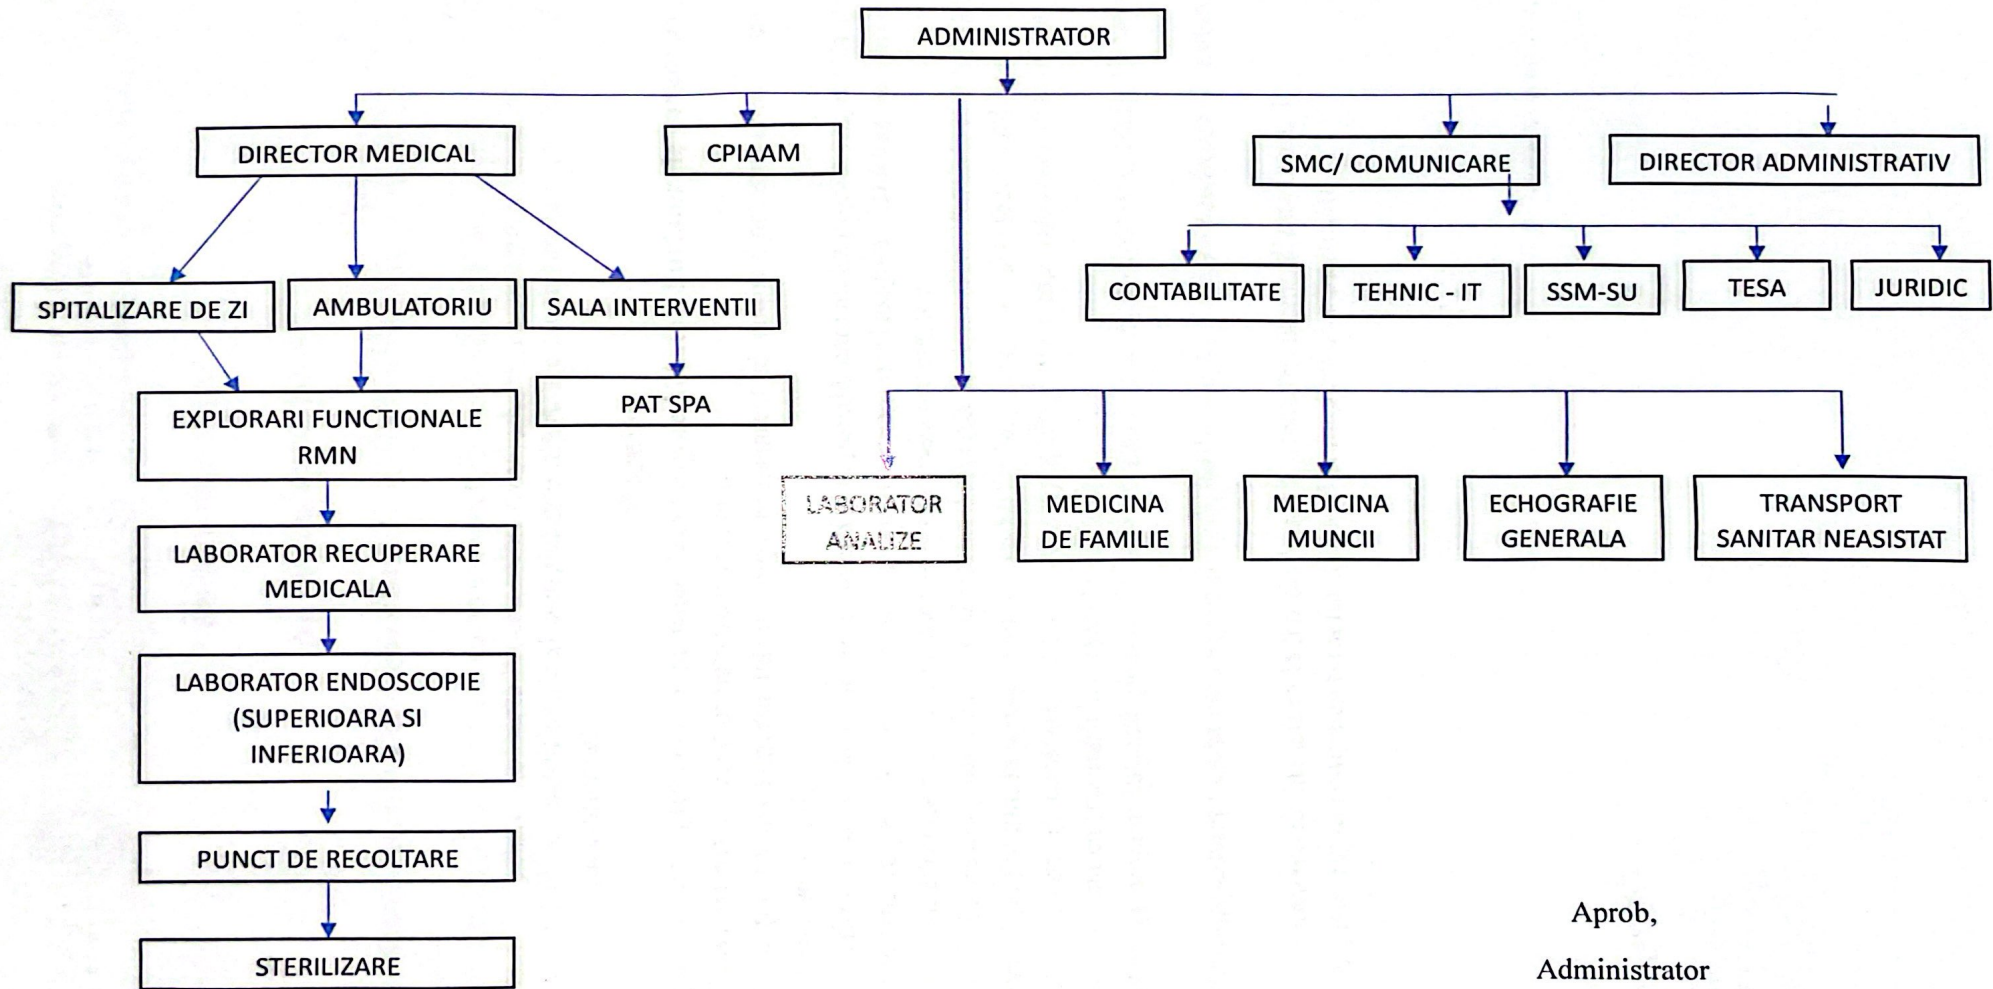 ADMINISTRATOR
DIRECTOR MEDICAL
CPIAAM
SMC/ COMUNICARE
DIRECTOR ADMINISTRATIV
SPITALIZARE DE ZI
AMBULATORIU
SALA INTERVENTII
CONTABILITATE
TEHNIC - IT
SSM-SU
TESA
JURIDIC
EXPLORARI FUNCTIONALE
RMN
PAT SPA
LABORATOR RECUPERARE
MEDICALA
LABORATOR
ANALIZE
MEDICINA
DE FAMILIE
MEDICINA
MUNCII
ECHOGRAFIE
GENERALA
TRANSPORT
SANITAR NEASISTAT
LABORATOR ENDOSCOPIE
(SUPERIOARA SI
INFERIOARA)
PUNCT DE RECOLTARE
STERILIZARE
Aprob,
Administrator